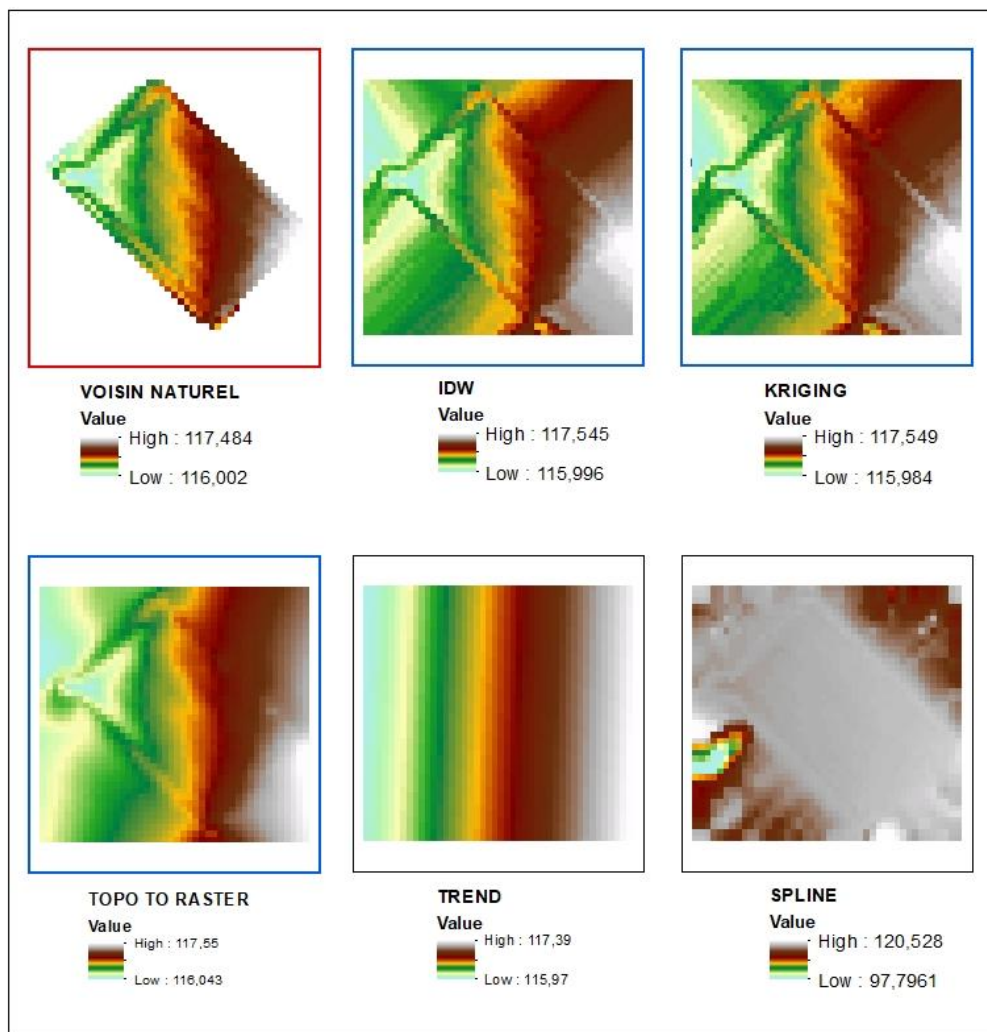 VOISIN NATUREL
Value
High : 117,484
Low : 116,002
IDW
Value
High : 117,545
Low : 115,996
KRIGING
Value
High : 117,549
Low : 115,984
TOPO TO RASTER
Value
High : 117,55
Low : 116,043
TREND
Value
High : 117,39
Low : 115,97
SPLINE
Value
High : 120,528
Low : 97,7961